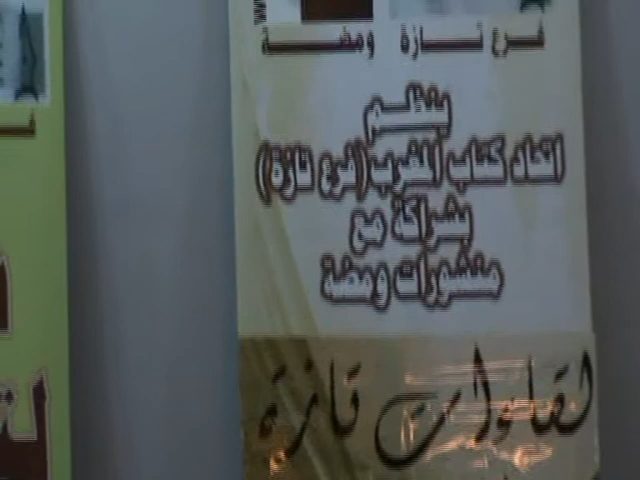 فرع تازة ومضة
ينظم
اتحاد كتاب المغرب (فرع تازة)
بشراكة مع
منشورات ومضة
لقاءات تازة